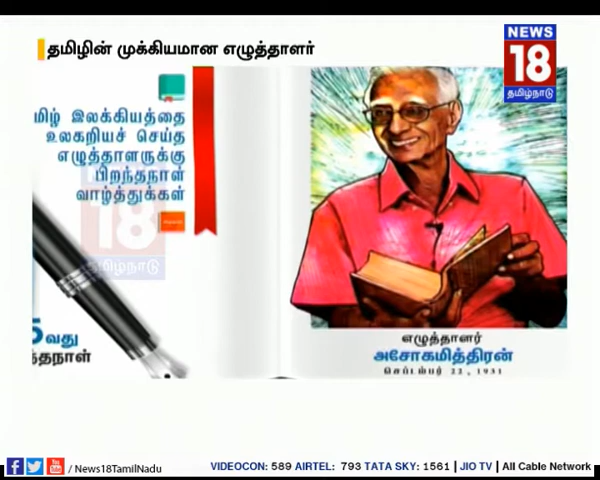 தமிழின் முக்கியமான எழுத்தாளர்
NEWS
18
தமிழ்நாடு
மிழ் இலக்கியத்தை
உலகறியச் செய்த
எழுத்தாளருக்கு
பிறந்தநாள்
வாழ்த்துக்கள்
18
தமிழ்நாடு
5வது
ந்தநாள்
எழுத்தாளர்
அசோகமித்திரன்
செப்டம்பர் 22, 1931
/ News18TamilNadu
VIDEOCON: 589 AIRTEL: 793 TATA SKY: 1561 | JIO TV | All Cable Network